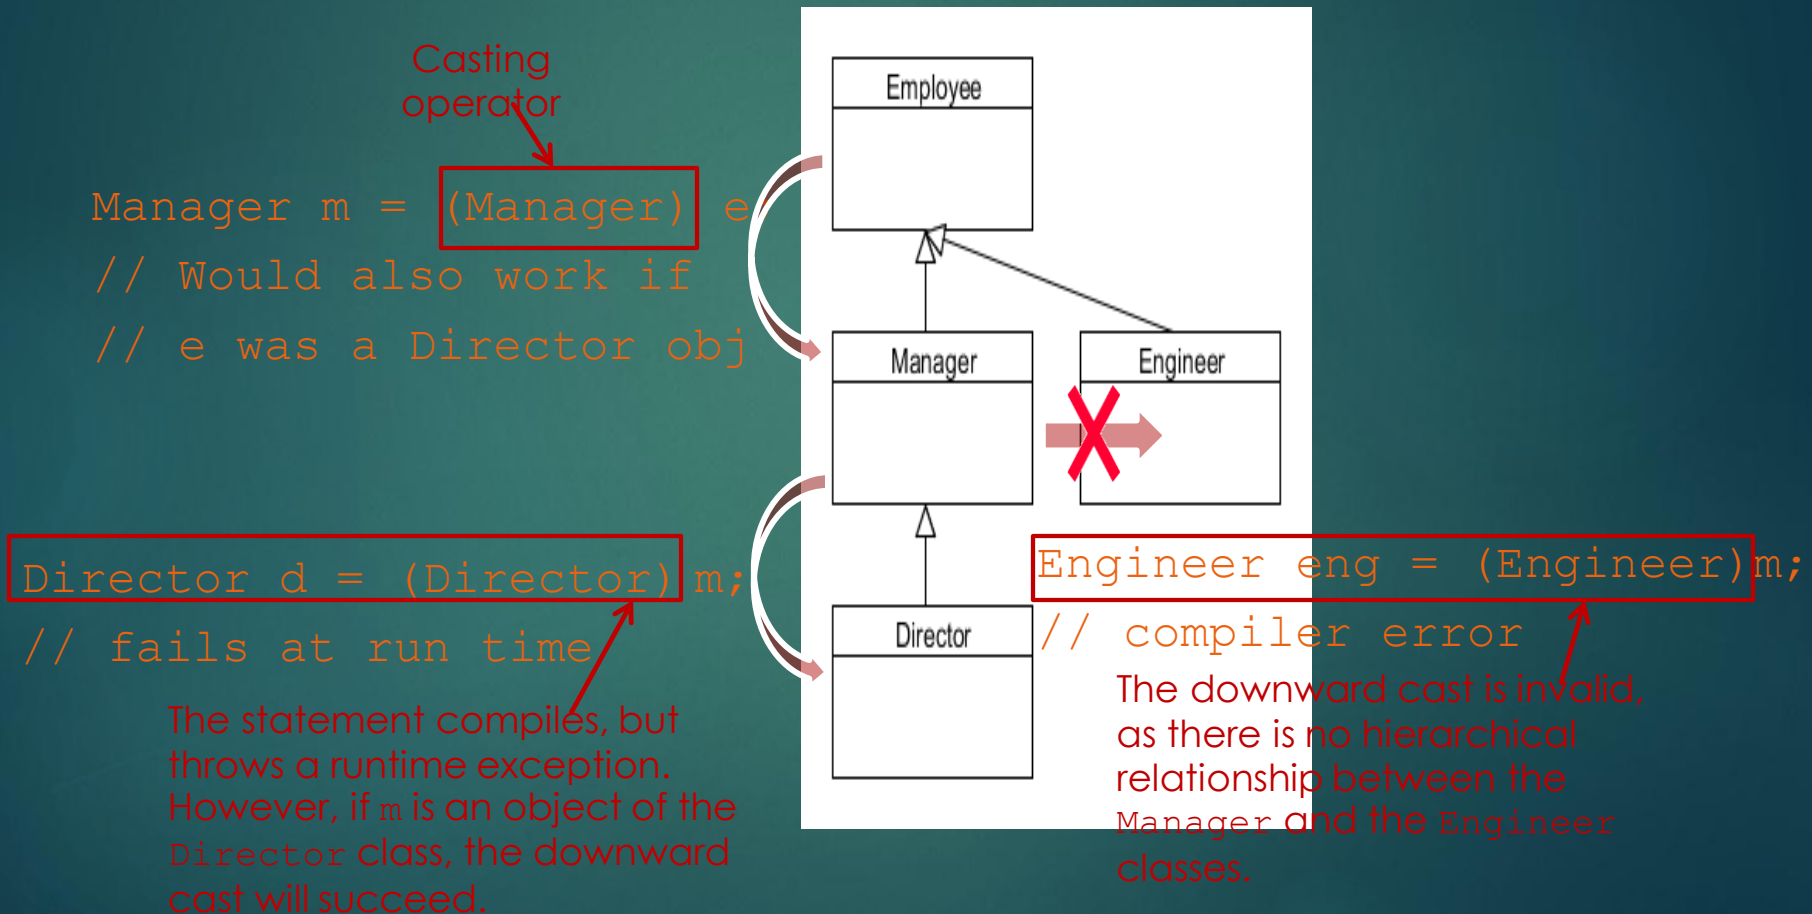 Casting
operator
Manager m = (Manager) e;
// Would also work if
// e was a Director obj
Employee
Manager
Engineer
Director
Director d = (Director) m;
// fails at run time
The statement compiles, but
throws a runtime exception.
However, if m is an object of the
Director class, the downward
cast will succeed.
Engineer eng = (Engineer)m;
// compiler error
The downward cast is invalid,
as there is no hierarchical
relationship between the
Manager and the Engineer
classes.